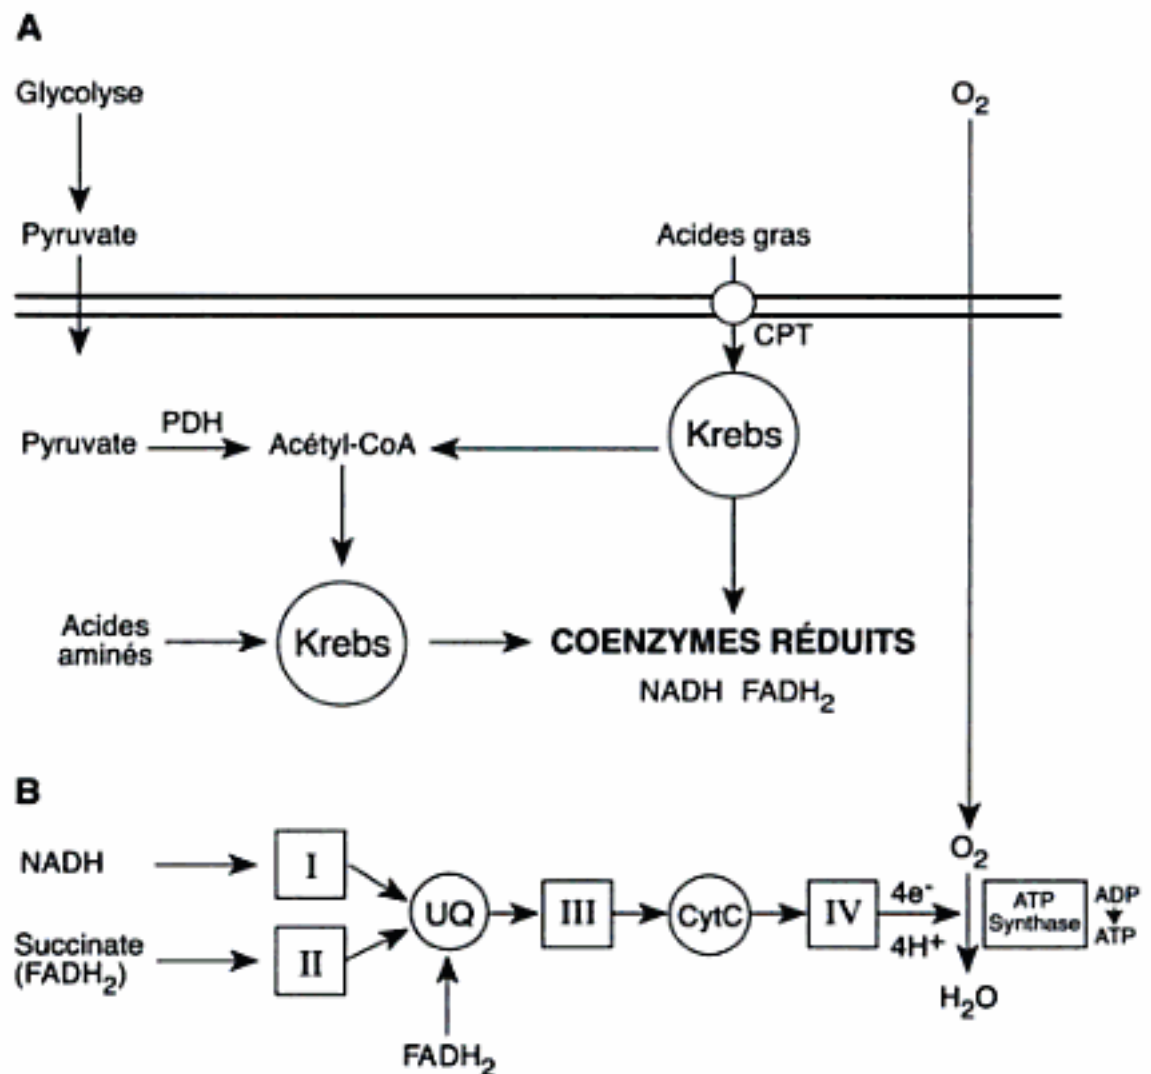 A
Glycolyse
O2
Pyruvate
Acides gras
CPT
Krebs
Pyruvate
PDH
Acétyl-CoA
Acides
aminés
Krebs
COENZYMES RÉDUITS
NADH FADH2
B
NADH
I
O2
UQ
III
CytC
IV
4e-
4H+
ATP
Synthase
ADP
ATP
Succinate
(FADH2)
II
H2O
FADH2